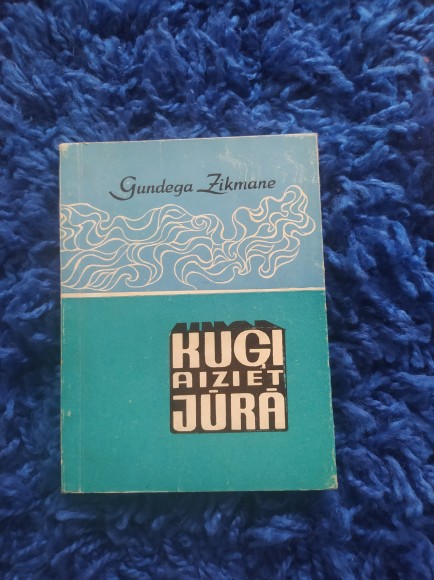 Gundega Zikmane
KUĢI
AIZIET
JŪRĀ